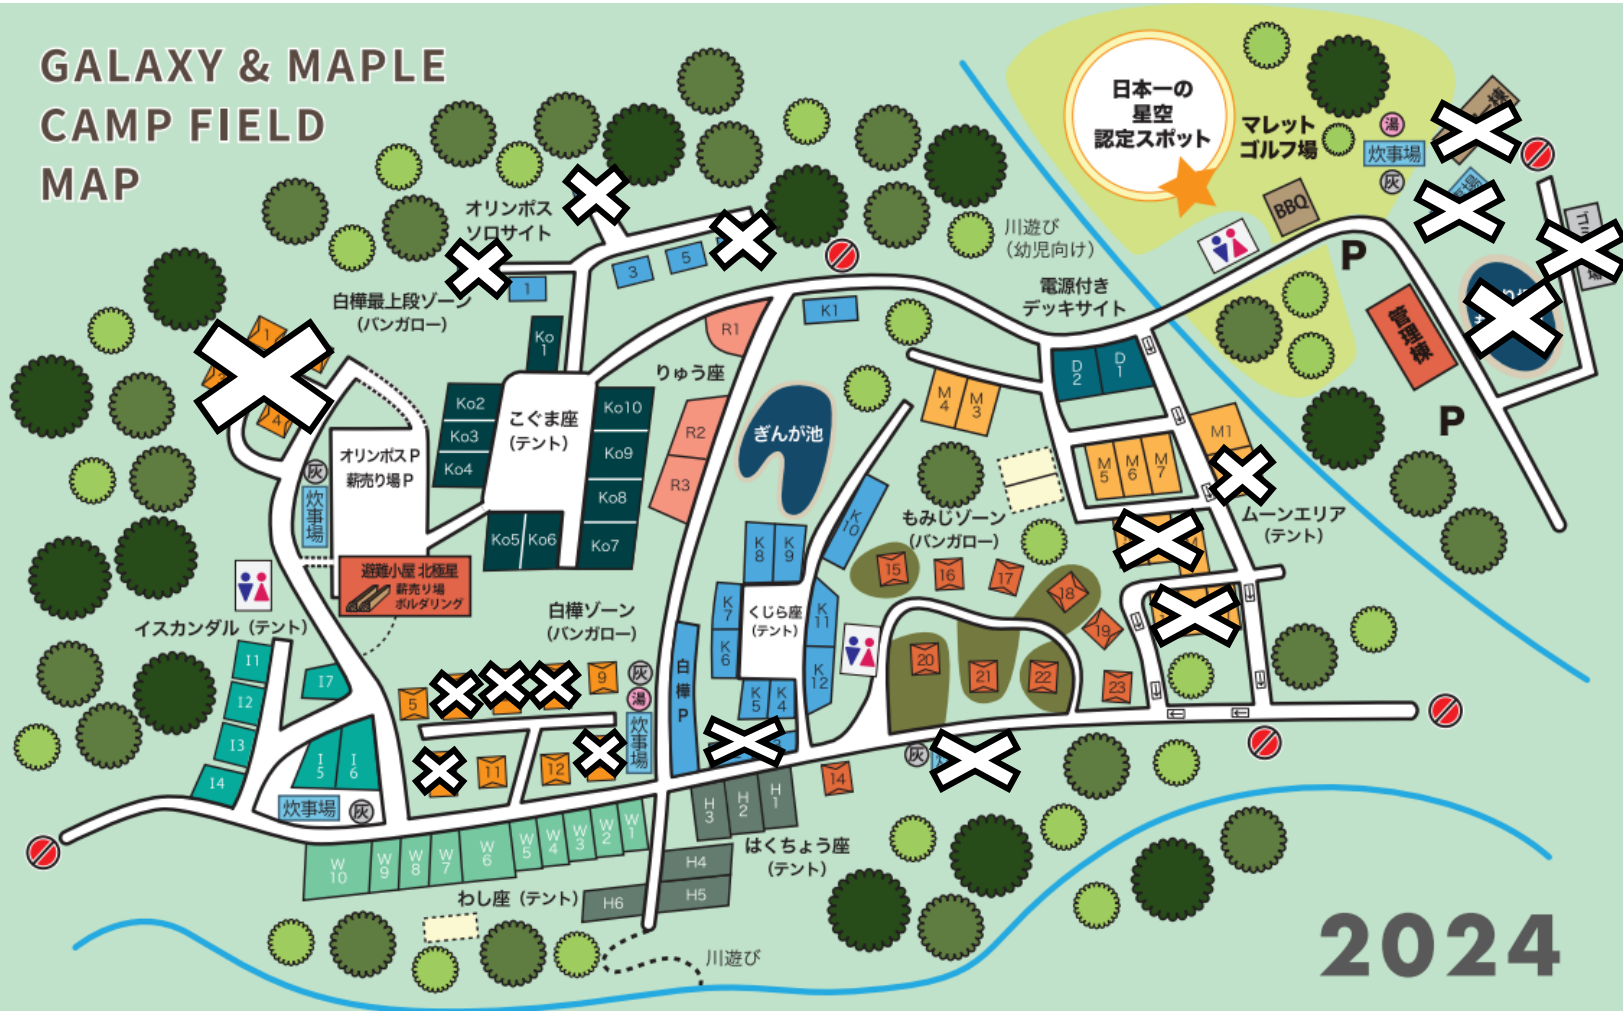 GALAXY & MAPLE
CAMP FIELD
MAP
日本一の
星空
認定スポット
マレット
ゴルフ場
湯
炊事場
灰
BBQ
川遊び
(幼児向け)
P
管理棟
P
電源付き
デッキサイト
D
2
D
1
オリンポス
ソロサイト
1
3
5
白樺最上段ゾーン
(バンガロー)
1
4
Ko
1
Ko2
Ko3
Ko4
Ko5
Ko6
Ko10
Ko9
Ko8
Ko7
こぐま座
(テント)
R1
りゅう座
R2
R3
K1
ぎんが池
M
4
M
3
M1
M
5
M
6
M
7
ムーンエリア
(テント)
もみじゾーン
(バンガロー)
15
16
17
18
19
20
21
22
23
オリンポスP
薪売り場P
灰
炊事場
避難小屋 北極星
薪売り場
ボルダリング
イスカンダル(テント)
I1
I2
I3
I4
I
5
I
6
I7
炊事場
灰
白樺ゾーン
(バンガロー)
5
9
11
12
灰
湯
炊事場
白樺P
K
8
K
9
K
10
K
7
K
6
くじら座
(テント)
K
11
K
12
K
5
K
4
灰
14
H
3
H
2
H
1
はくちょう座
(テント)
H4
H5
H6
W
10
W
9
W
8
W
7
W
6
W
5
W
4
W
3
W
2
W
1
わし座(テント)
川遊び
2024